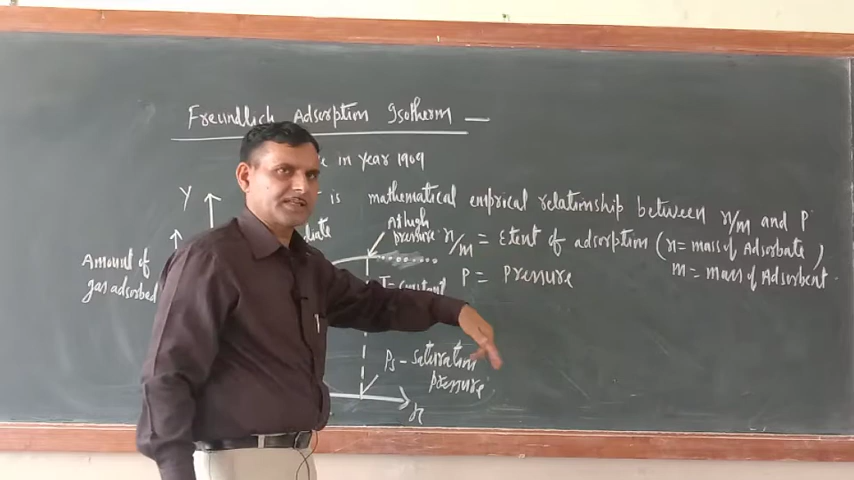 Freundlich Adsorption Isotherm —
in year 1909
is mathematical emprical relationship between x/m and P
Y
At high
pressure
x/m = Extent of adsorption (x = mass of Adsorbate
m = mass of Adsorbent)
Amount of
gas adsorbed
P = Pressure
T = constant
Ps - saturation
pressure
x